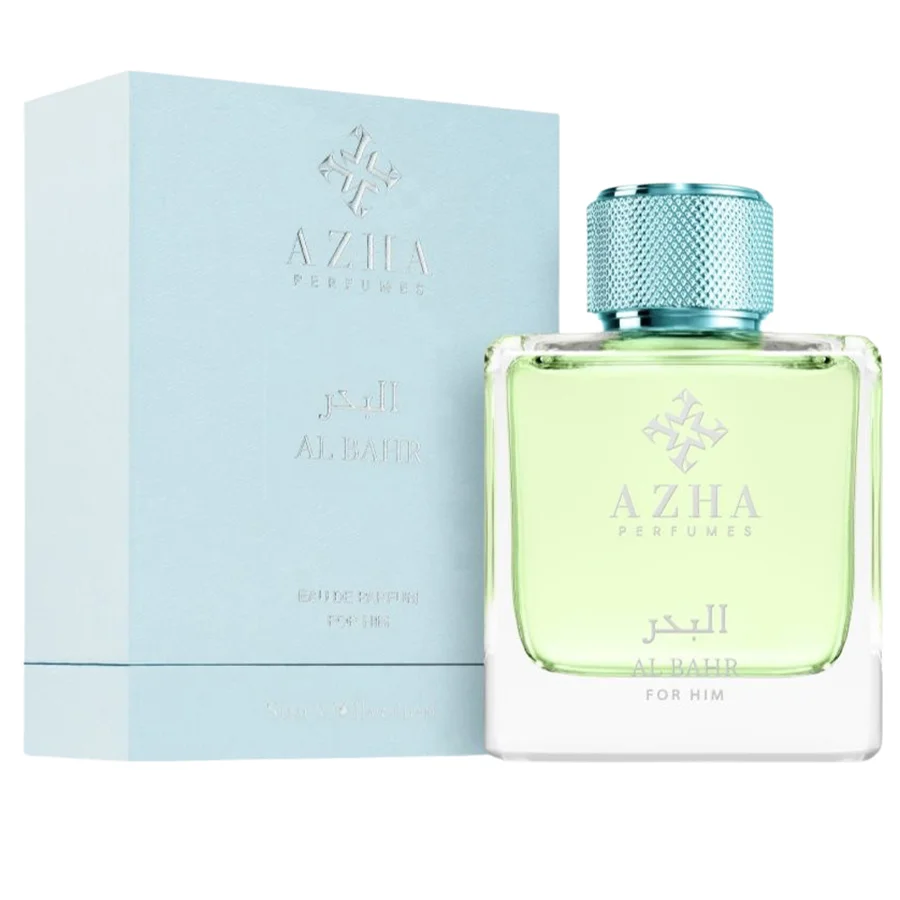 AZHA
PERFUMES
البحر
AL BAHR
EAU DE PARFUM
FOR HIM
AZHA
PERFUMES
البحر
AL BAHR
FOR HIM